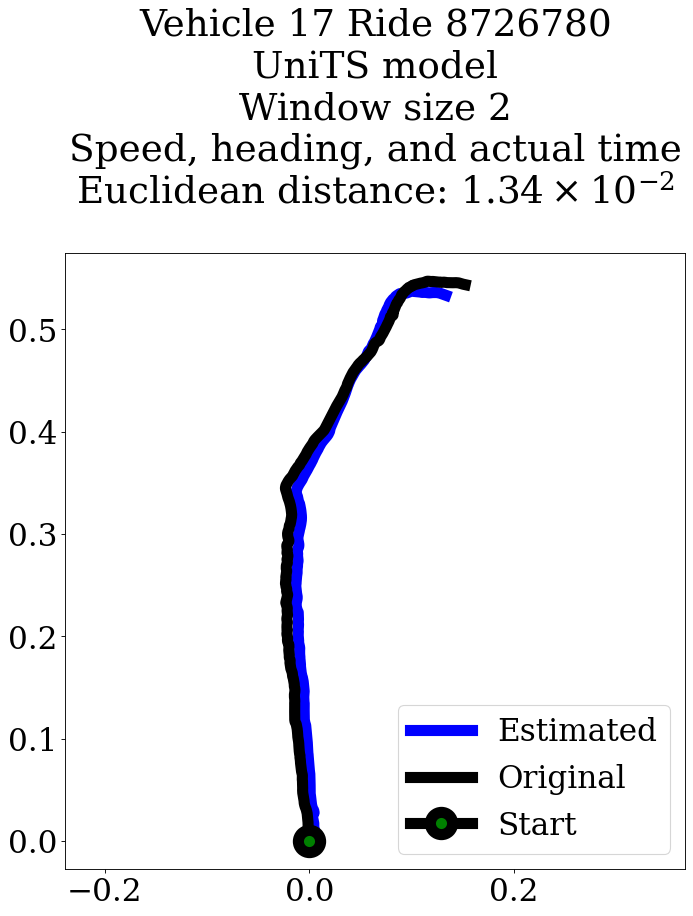 Vehicle 17 Ride 8726780
UniTS model
Window size 2
Speed, heading, and actual time
Euclidean distance: 1.34 × 10⁻²
0.5
0.4
0.3
0.2
0.1
0.0
−0.2 0.0 0.2
Estimated
Original
Start